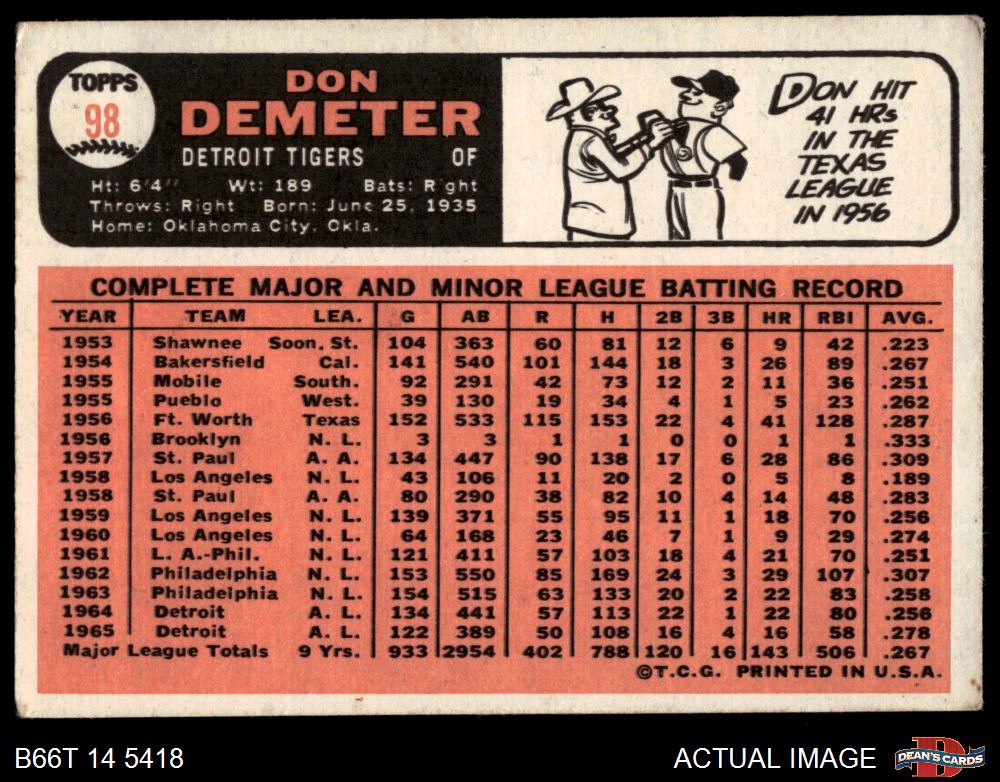 TOPPS
98
DON
DEMETER
DETROIT TIGERS OF
Ht: 6'4" Wt: 189 Bats: Right
Throws: Right Born: June 25, 1935
Home: Oklahoma City, Okla.
DON HIT
41 HRs
IN THE
TEXAS
LEAGUE
IN 1956
COMPLETE MAJOR AND MINOR LEAGUE BATTING RECORD
YEAR TEAM LEA. G AB R H 2B 3B HR RBI AVG.
1953 Shawnee Soon. St. 104 363 60 81 12 6 9 42 .223
1954 Bakersfield Cal. 141 540 101 144 18 3 26 89 .267
1955 Mobile South. 92 291 42 73 12 2 11 36 .251
1955 Pueblo West. 39 130 19 34 4 1 5 23 .262
1956 Ft. Worth Texas 152 533 115 153 22 4 41 128 .287
1956 Brooklyn N. L. 3 3 1 1 0 0 1 1 .333
1957 St. Paul A. A. 134 447 90 138 17 6 28 86 .309
1958 Los Angeles N. L. 43 106 11 20 2 0 5 8 .189
1958 St. Paul A. A. 80 290 38 82 10 4 14 48 .283
1959 Los Angeles N. L. 139 371 55 95 11 1 18 70 .256
1960 Los Angeles N. L. 64 168 23 46 7 1 9 29 .274
1961 L. A.-Phil. N. L. 121 411 57 103 18 4 21 70 .251
1962 Philadelphia N. L. 153 550 85 169 24 3 29 107 .307
1963 Philadelphia N. L. 154 515 63 133 20 2 22 83 .258
1964 Detroit A. L. 134 441 57 113 22 1 22 80 .256
1965 Detroit A. L. 122 389 50 108 16 4 16 58 .278
Major League Totals 9 Yrs. 933 2954 402 788 120 16 143 506 .267
©T.C.G. PRINTED IN U.S.A.
B66T 14 5418 ACTUAL IMAGE
DEAN'S CARDS